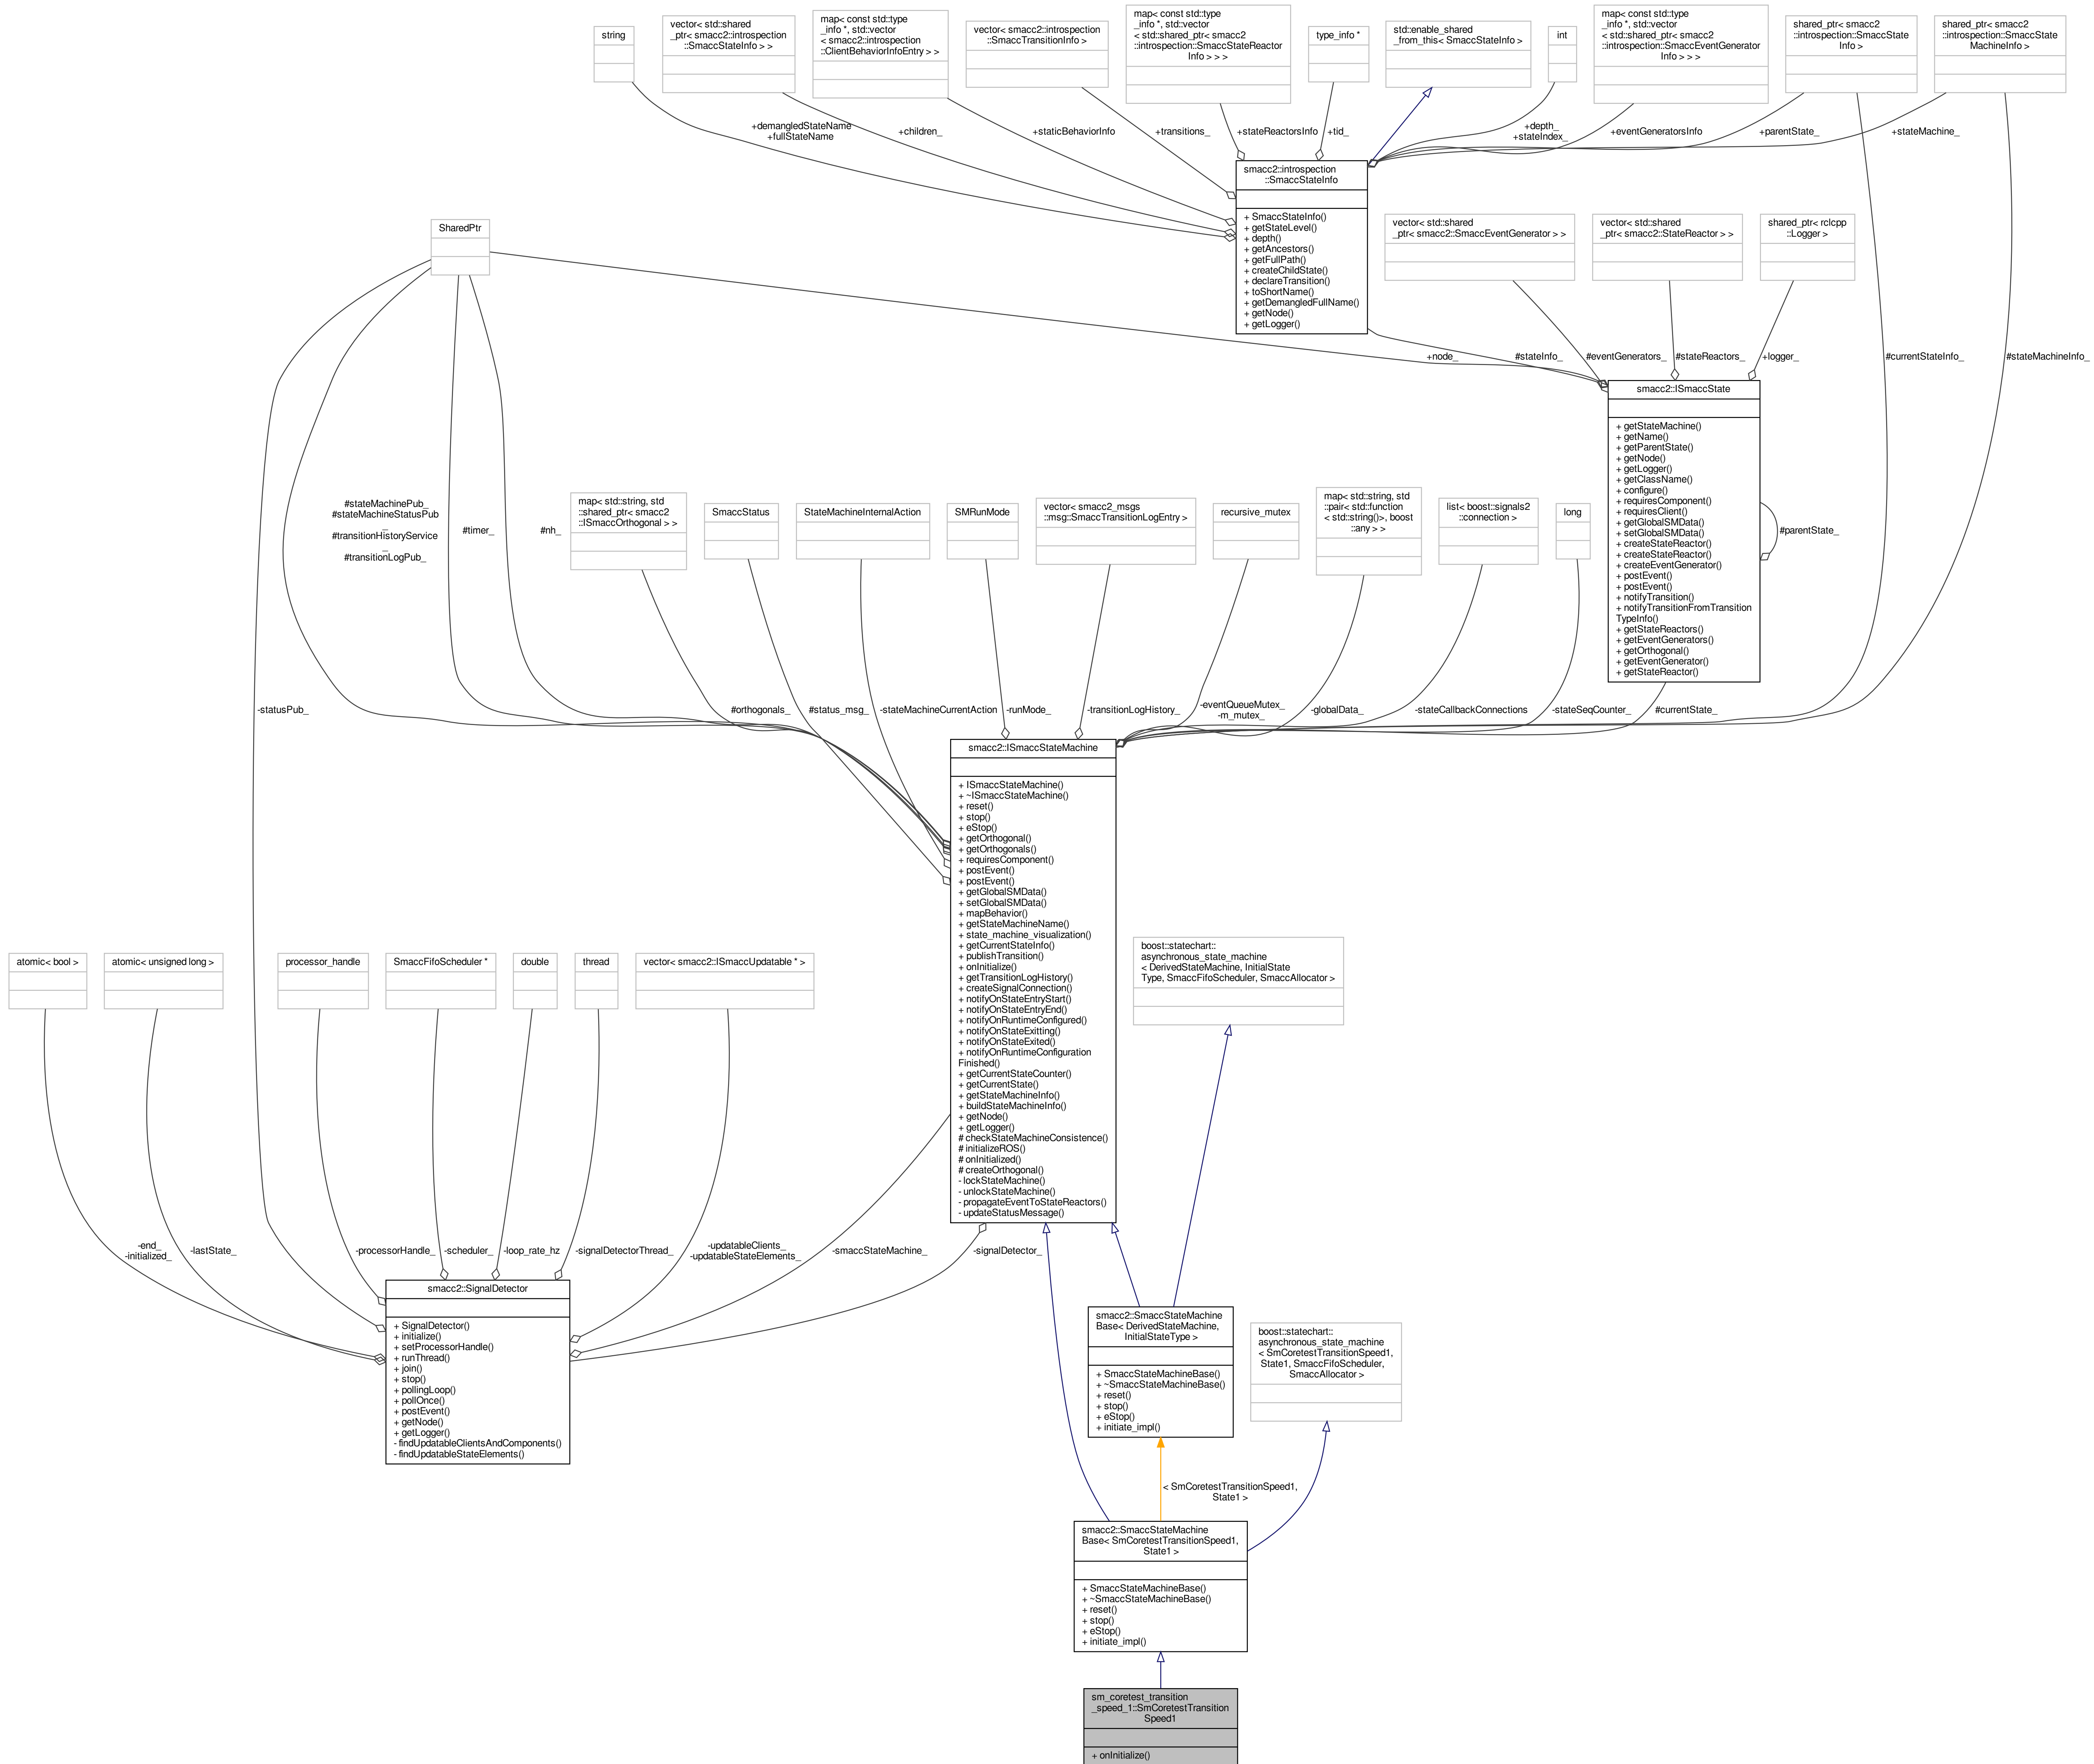 string
vector< std::shared
_ptr< smacc2::introspection
::SmaccStateInfo > >
map< const std::type
_info *, std::vector
< smacc2::introspection
::ClientBehaviorInfoEntry > >
vector< smacc2::introspection
::SmaccTransitionInfo >
map< const std::type
_info *, std::vector
< std::shared_ptr< smacc2
::introspection::SmaccStateReactor
Info > > >
type_info *
std::enable_shared
_from_this< SmaccStateInfo >
int
map< const std::type
_info *, std::vector
< std::shared_ptr< smacc2
::introspection::SmaccEventGenerator
Info > > >
shared_ptr< smacc2
::introspection::SmaccState
Info >
shared_ptr< smacc2
::introspection::SmaccState
MachineInfo >
+demangledStateName
+fullStateName
+children_
+staticBehaviorInfo
+transitions_
+stateReactorsInfo
+tid_
+depth_
+stateIndex_
+eventGeneratorsInfo
+parentState_
+stateMachine_
smacc2::introspection
::SmaccStateInfo
+ SmaccStateInfo()
+ getStateLevel()
+ depth()
+ getAncestors()
+ getFullPath()
+ createChildState()
+ declareTransition()
+ toShortName()
+ getDemangledFullName()
+ getNode()
+ getLogger()
SharedPtr
vector< std::shared
_ptr< smacc2::SmaccEventGenerator > >
vector< std::shared
_ptr< smacc2::StateReactor > >
shared_ptr< rclcpp
::Logger >
+node_
#stateInfo_
#eventGenerators_
#stateReactors_
+logger_
#currentStateInfo_
#stateMachineInfo_
smacc2::ISmaccState
+ getStateMachine()
+ getName()
+ getParentState()
+ getNode()
+ getLogger()
+ getClassName()
+ configure()
+ requiresComponent()
+ requiresClient()
+ getGlobalSMData()
+ setGlobalSMData()
+ createStateReactor()
+ createStateReactor()
+ createEventGenerator()
+ postEvent()
+ postEvent()
+ notifyTransition()
+ notifyTransitionFromTransition
TypeInfo()
+ getStateReactors()
+ getEventGenerators()
+ getOrthogonal()
+ getEventGenerator()
+ getStateReactor()
#parentState_
#stateMachinePub_
#stateMachineStatusPub
_
#transitionHistoryService
_
#transitionLogPub_
#timer_
#nh_
map< std::string, std
::shared_ptr< smacc2
::ISmaccOrthogonal > >
SmaccStatus
StateMachineInternalAction
SMRunMode
vector< smacc2_msgs
::msg::SmaccTransitionLogEntry >
recursive_mutex
map< std::string, std
::pair< std::function
< std::string()>, boost
::any > >
list< boost::signals2
::connection >
long
-statusPub_
#orthogonals_
#status_msg_
-stateMachineCurrentAction
-runMode_
-transitionLogHistory_
-eventQueueMutex_
-m_mutex_
-globalData_
-stateCallbackConnections
-stateSeqCounter_
#currentState_
smacc2::ISmaccStateMachine
+ ISmaccStateMachine()
+ ~ISmaccStateMachine()
+ reset()
+ stop()
+ eStop()
+ getOrthogonal()
+ getOrthogonals()
+ requiresComponent()
+ postEvent()
+ postEvent()
+ getGlobalSMData()
+ setGlobalSMData()
+ mapBehavior()
+ getStateMachineName()
+ state_machine_visualization()
+ getCurrentStateInfo()
+ publishTransition()
+ onInitialize()
+ getTransitionLogHistory()
+ createSignalConnection()
+ notifyOnStateEntryStart()
+ notifyOnStateEntryEnd()
+ notifyOnRuntimeConfigured()
+ notifyOnStateExitting()
+ notifyOnStateExited()
+ notifyOnRuntimeConfiguration
Finished()
+ getCurrentStateCounter()
+ getCurrentState()
+ getStateMachineInfo()
+ buildStateMachineInfo()
+ getNode()
+ getLogger()
# checkStateMachineConsistence()
# initializeROS()
# onInitialized()
# createOrthogonal()
- lockStateMachine()
- unlockStateMachine()
- propagateEventToStateReactors()
- updateStatusMessage()
atomic< bool >
atomic< unsigned long >
processor_handle
SmaccFifoScheduler *
double
thread
vector< smacc2::ISmaccUpdatable * >
boost::statechart::
asynchronous_state_machine
< DerivedStateMachine, InitialState
Type, SmaccFifoScheduler, SmaccAllocator >
-end_
-initialized_
-lastState_
-processorHandle_
-scheduler_
-loop_rate_hz
-signalDetectorThread_
-updatableClients_
-updatableStateElements_
-smaccStateMachine_
-signalDetector_
smacc2::SignalDetector
+ SignalDetector()
+ initialize()
+ setProcessorHandle()
+ runThread()
+ join()
+ stop()
+ pollingLoop()
+ pollOnce()
+ postEvent()
+ getNode()
+ getLogger()
- findUpdatableClientsAndComponents()
- findUpdatableStateElements()
smacc2::SmaccStateMachine
Base< DerivedStateMachine,
InitialStateType >
+ SmaccStateMachineBase()
+ ~SmaccStateMachineBase()
+ reset()
+ stop()
+ eStop()
+ initiate_impl()
boost::statechart::
asynchronous_state_machine
< SmCoretestTransitionSpeed1,
State1, SmaccFifoScheduler,
SmaccAllocator >
< SmCoretestTransitionSpeed1,
State1 >
smacc2::SmaccStateMachine
Base< SmCoretestTransitionSpeed1,
State1 >
+ SmaccStateMachineBase()
+ ~SmaccStateMachineBase()
+ reset()
+ stop()
+ eStop()
+ initiate_impl()
sm_coretest_transition
_speed_1::SmCoretestTransition
Speed1
+ onInitialize()